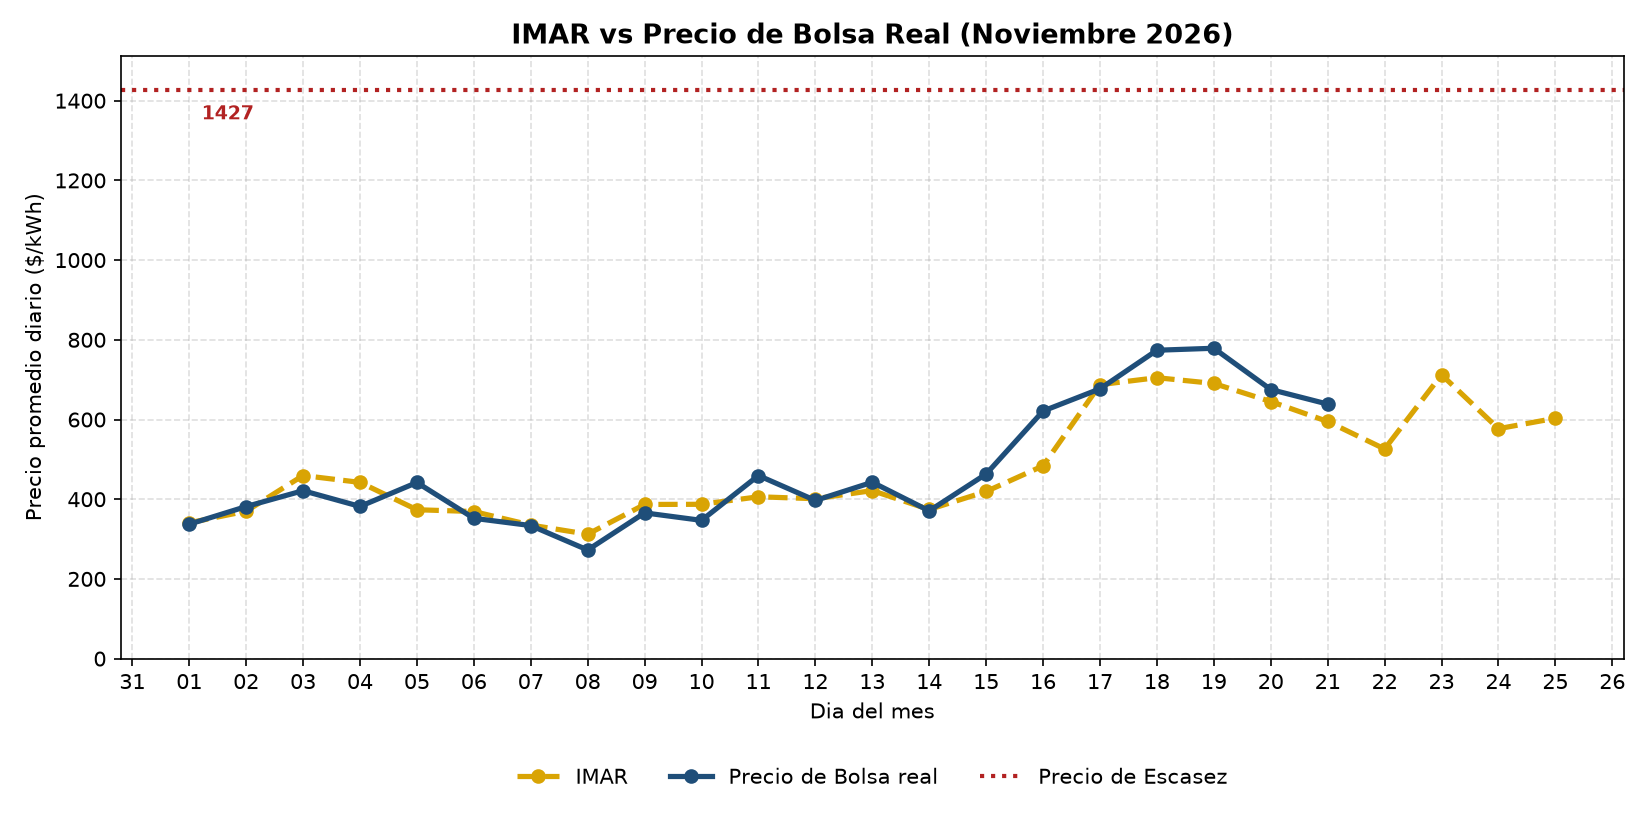 IMAR vs Precio de Bolsa Real (Noviembre 2026)
Precio promedio diario ($/kWh)
1400
1200
1000
800
600
400
200
0
1427
31 01 02 03 04 05 06 07 08 09 10 11 12 13 14 15 16 17 18 19 20 21 22 23 24 25 26
Dia del mes
IMAR Precio de Bolsa real Precio de Escasez